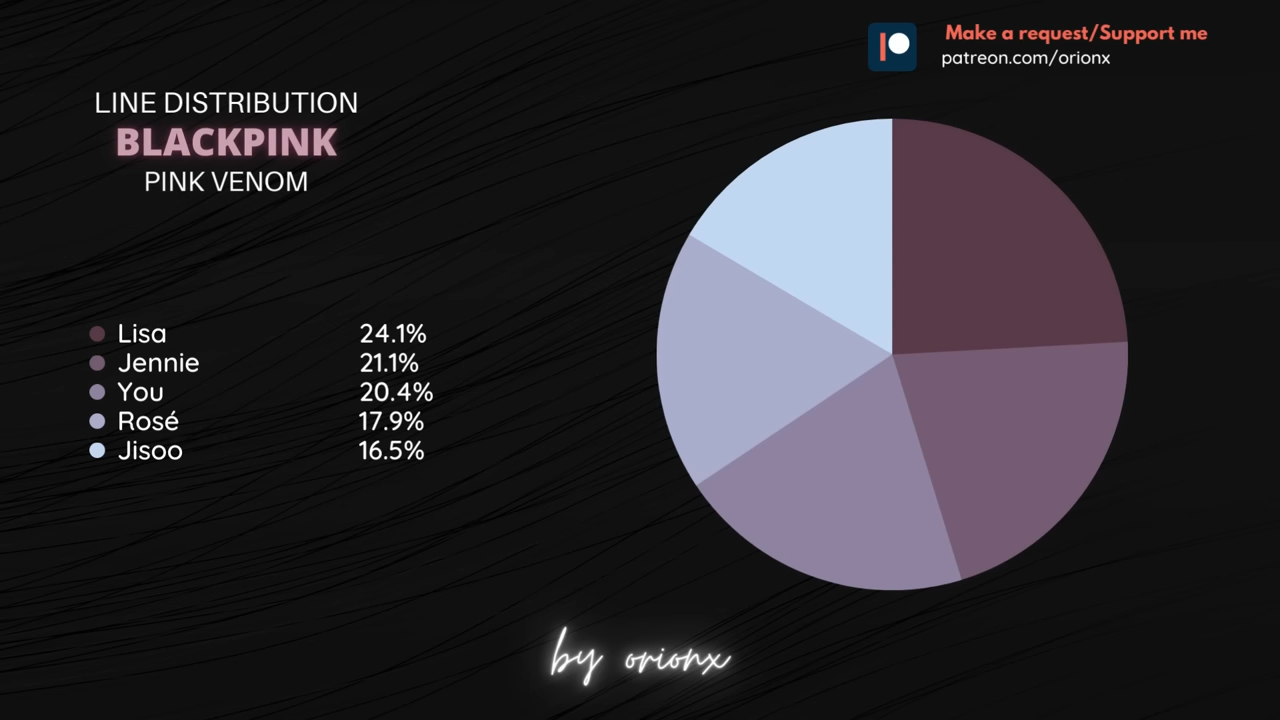 Make a request/Support me
patreon.com/orionx
LINE DISTRIBUTION
BLACKPINK
PINK VENOM
Lisa 24.1%
Jennie 21.1%
You 20.4%
Rosé 17.9%
Jisoo 16.5%
by orionx